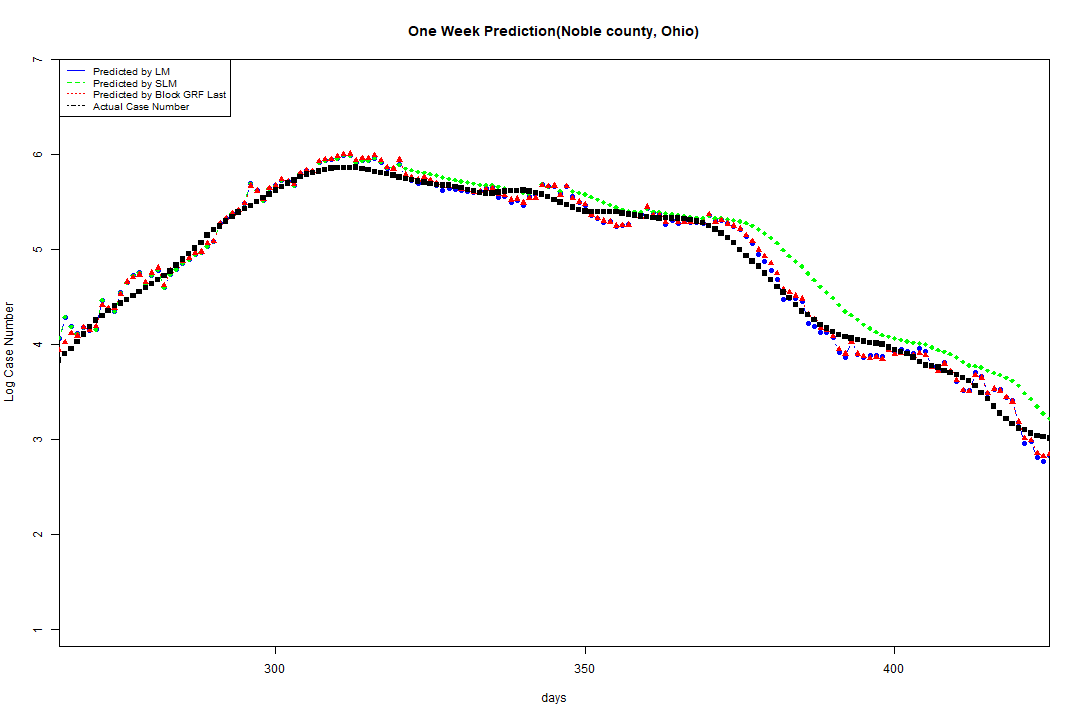 One Week Prediction(Noble county, Ohio)
7
6
5
4
3
2
1
Log Case Number
Predicted by LM
Predicted by SLM
Predicted by Block GRF Last
Actual Case Number
300
350
400
days